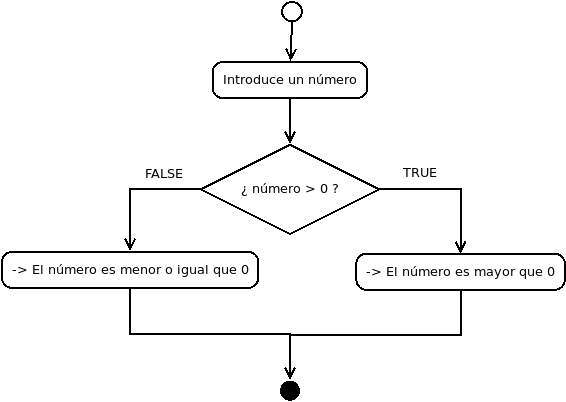 Introduce un número
¿ número > 0 ?
FALSE
TRUE
-> El número es menor o igual que 0
-> El número es mayor que 0